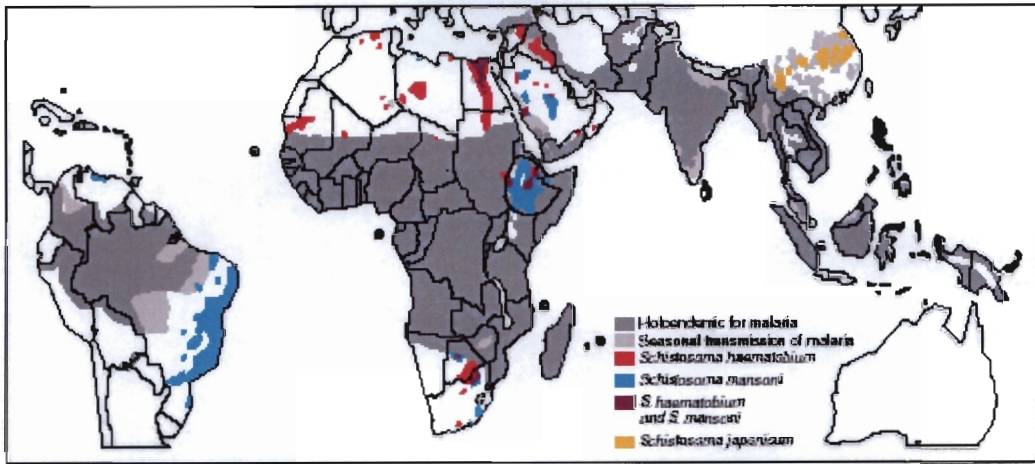 Holoendemic for malaria
Seasonal transmission of malaria
Schistosoma haematobium
Schistosoma mansoni
S. haematobium
and S. mansoni
Schistosoma japonicum